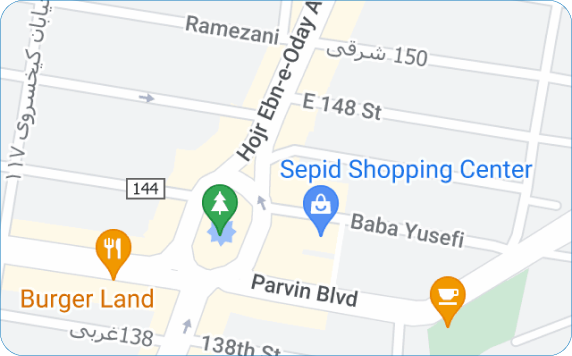 Ramezani
150 شرقی
Hojr Ebn-e-Oday A
خیابان کیخسروی ۱۱۷
E 148 St
Sepid Shopping Center
144
Baba Yusefi
Parvin Blvd
Burger Land
138غربی
138th St